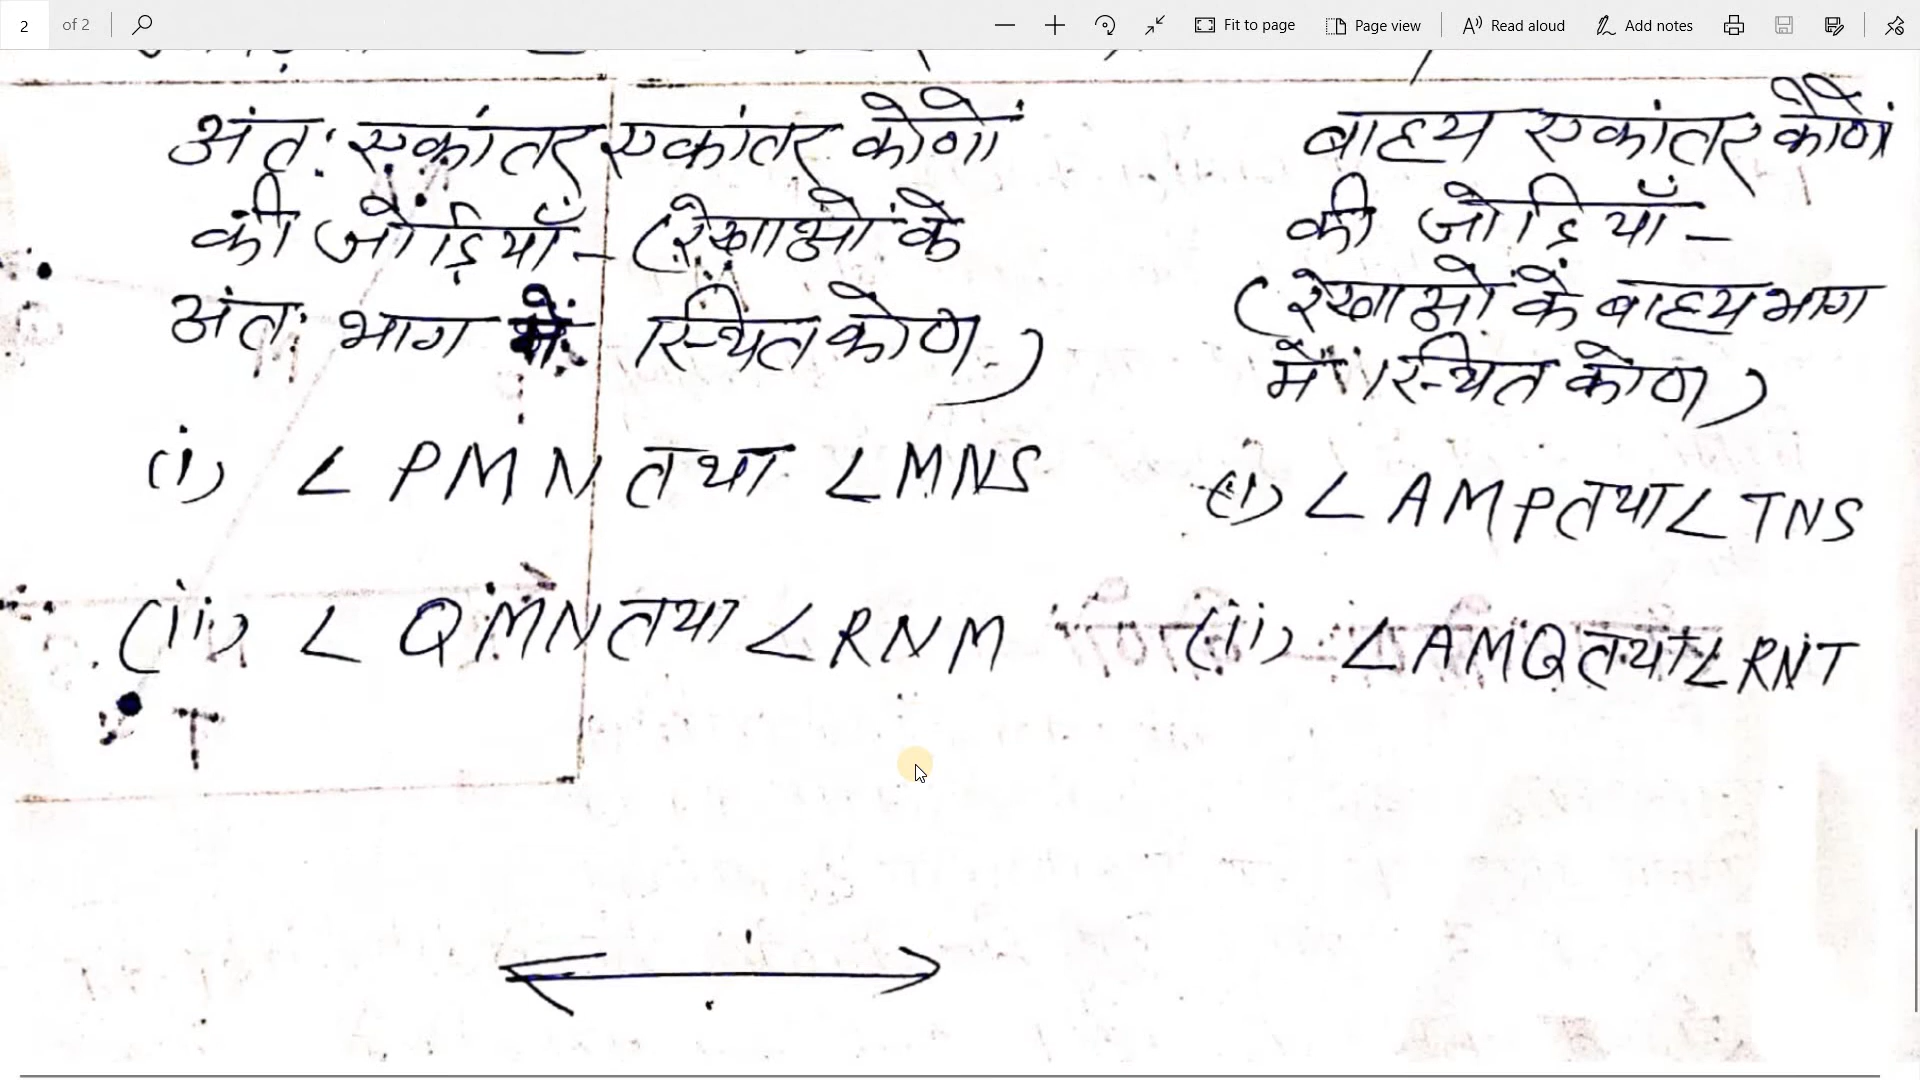 2 of 2 Fit to page Page view Read aloud Add notes
अंत: एकांतर एकांतर कोणों
की जोड़ियाँ - (रेखाओं के
अंत: भाग में स्थित कोण.)
(i) ∠ PMN तथा ∠MNS
(ii) ∠ QMN तथा ∠RNM
T
बाह्य एकांतर कोणों
की जोड़ियाँ -
(रेखाओं के बाह्य भाग
में स्थित कोण)
(i) ∠AMP तथा ∠TNS
(ii) ∠AMQ तथा ∠RNT